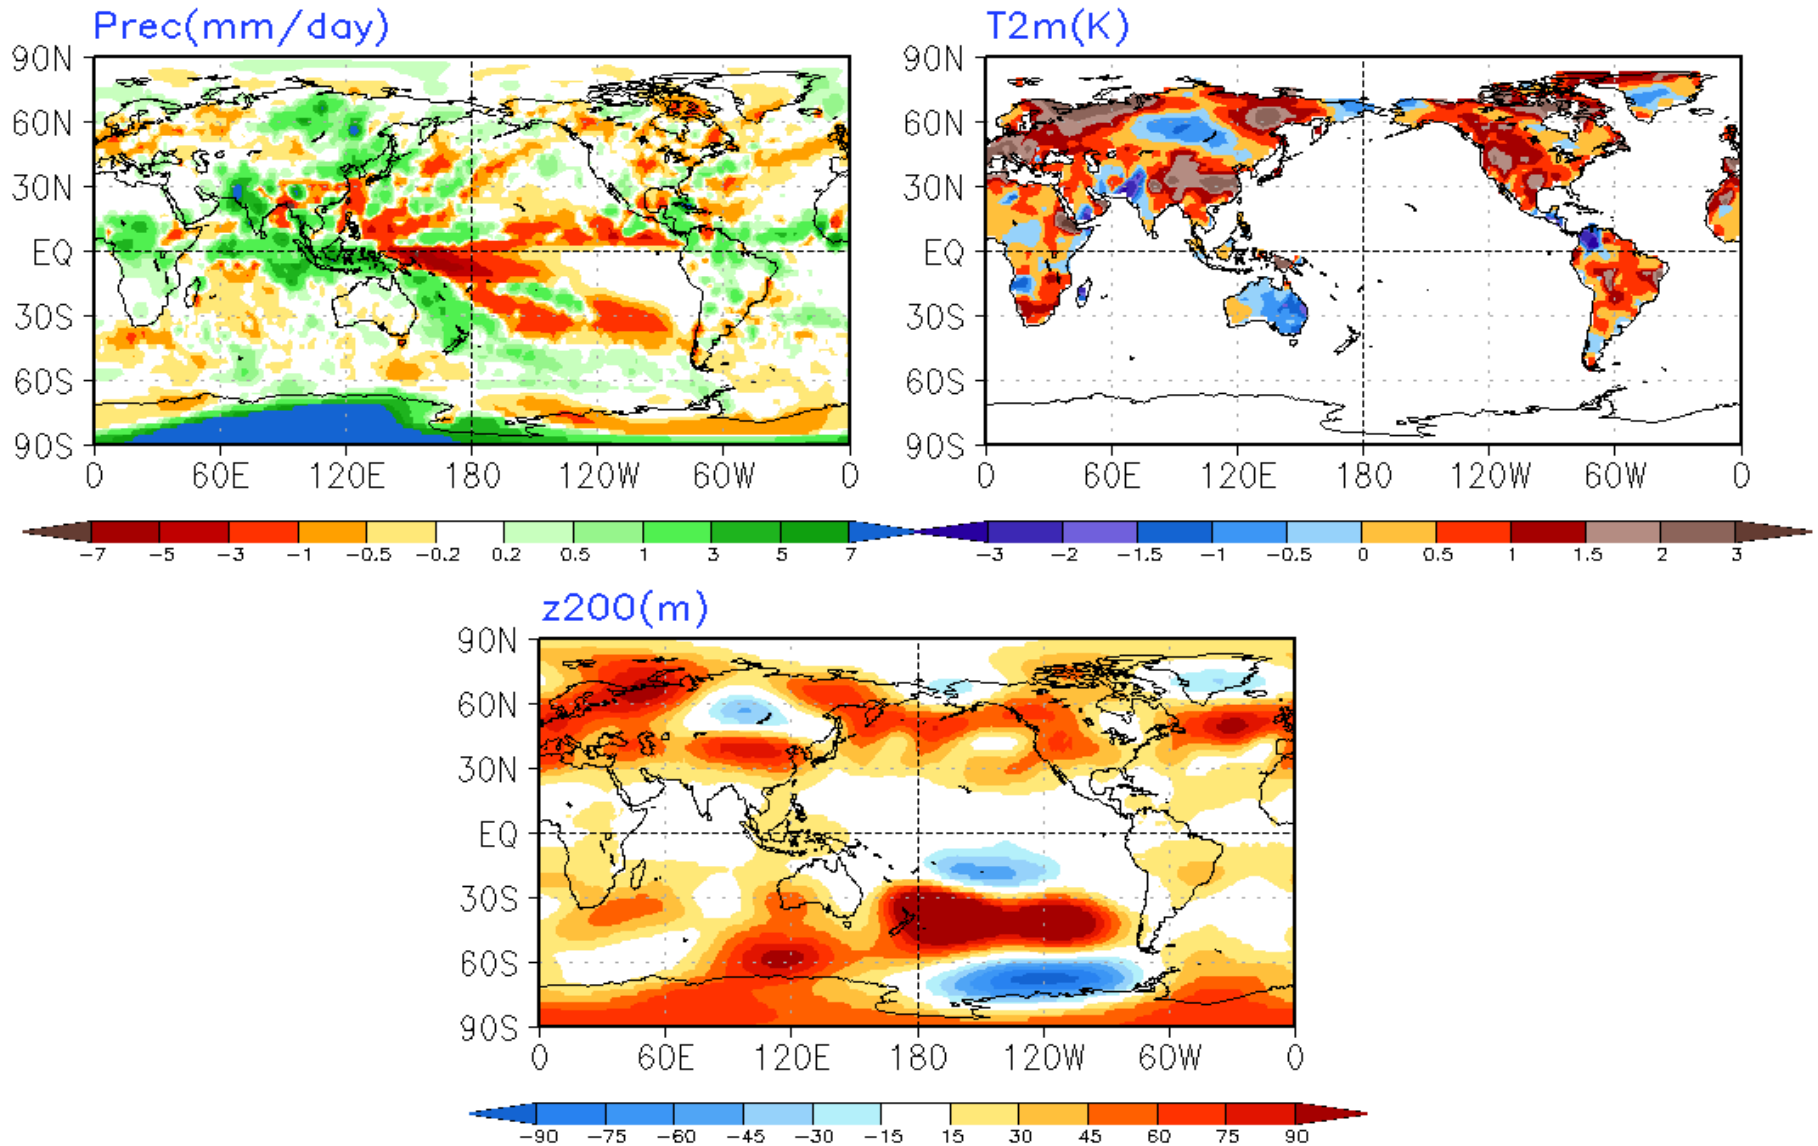 Prec(mm/day)
90N
60N
30N
EQ
30S
60S
90S
0 60E 120E 180 120W 60W 0
-7 -5 -3 -1 -0.5 -0.2 0.2 0.5 1 3 5 7
T2m(K)
90N
60N
30N
EQ
30S
60S
90S
0 60E 120E 180 120W 60W 0
-3 -2 -1.5 -1 -0.5 0 0.5 1 1.5 2 3
z200(m)
90N
60N
30N
EQ
30S
60S
90S
0 60E 120E 180 120W 60W 0
-90 -75 -60 -45 -30 -15 15 30 45 60 75 90